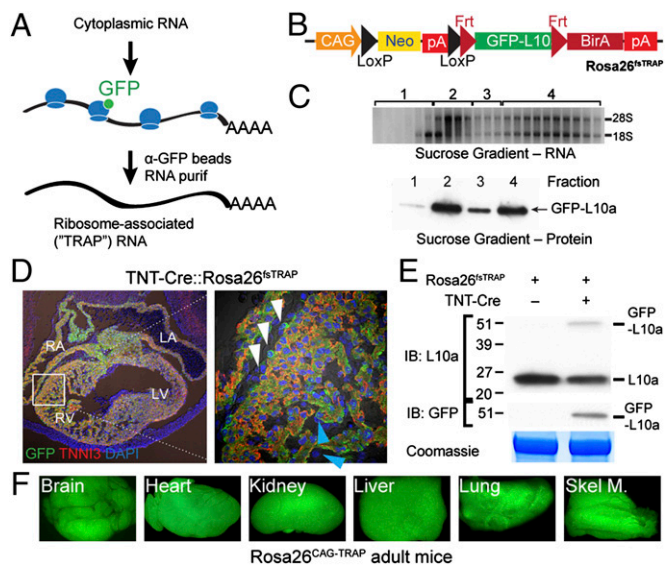 A
Cytoplasmic RNA
GFP
AAAA
α-GFP beads
RNA purif
AAAA
Ribosome-associated
("TRAP") RNA
B
Frt Frt
CAG Neo pA GFP-L10 BirA pA
LoxP LoxP
Rosa26fsTRAP
C
1 2 3 4
28S
18S
Sucrose Gradient – RNA
Fraction
1 2 3 4
GFP-L10a
Sucrose Gradient – Protein
D
TNT-Cre::Rosa26fsTRAP
RA LA
LV
RV
GFP TNNI3 DAPI
E
Rosa26fsTRAP + +
TNT-Cre – +
IB: L10a
51
39
27
20
GFP
-L10a
L10a
IB: GFP
51
GFP
-L10a
Coomassie
F
Brain Heart Kidney Liver Lung Skel M.
Rosa26CAG-TRAP adult mice